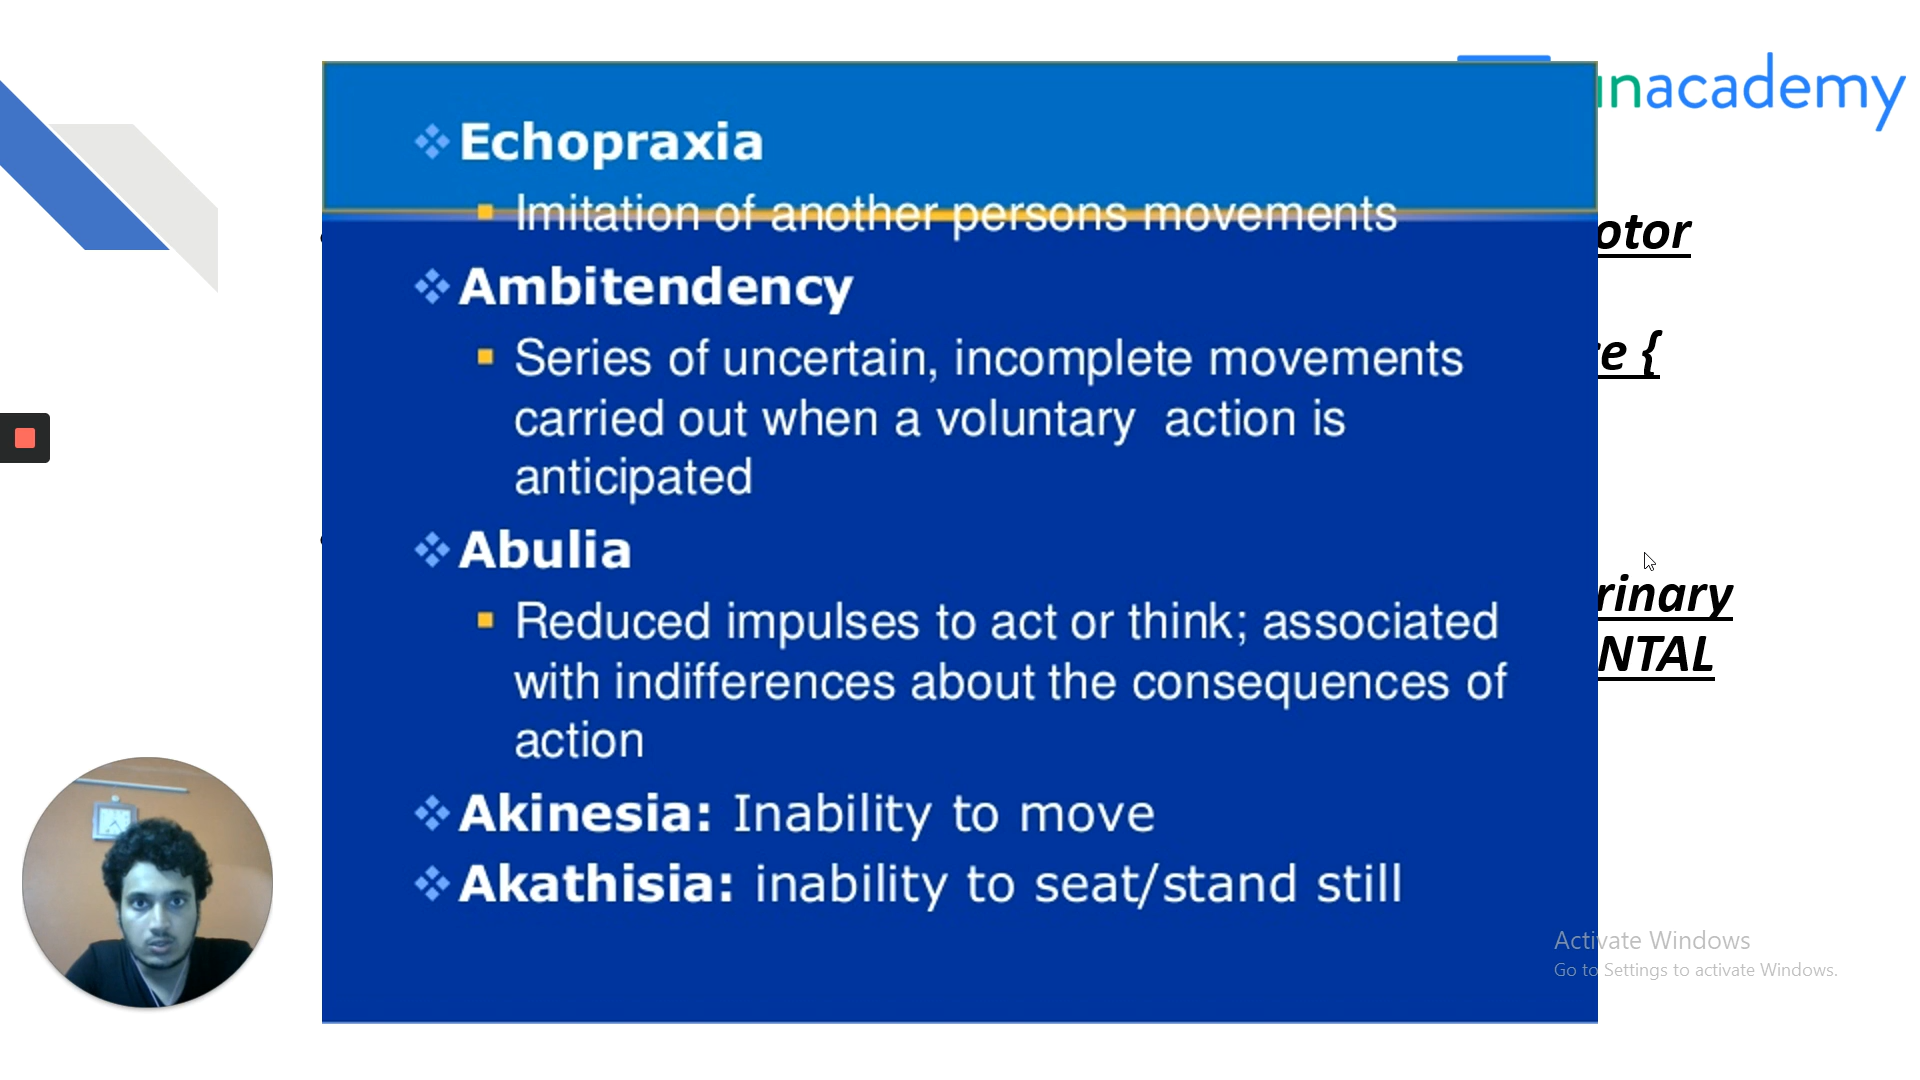 unacademy
Echopraxia
Imitation of another persons movements
otor
Ambitendency
Series of uncertain, incomplete movements
carried out when a voluntary action is
anticipated
e {
Abulia
Reduced impulses to act or think; associated
with indifferences about the consequences of
action
rinary
NTAL
Akinesia: Inability to move
Akathisia: inability to seat/stand still
Activate Windows
Go to Settings to activate Windows.